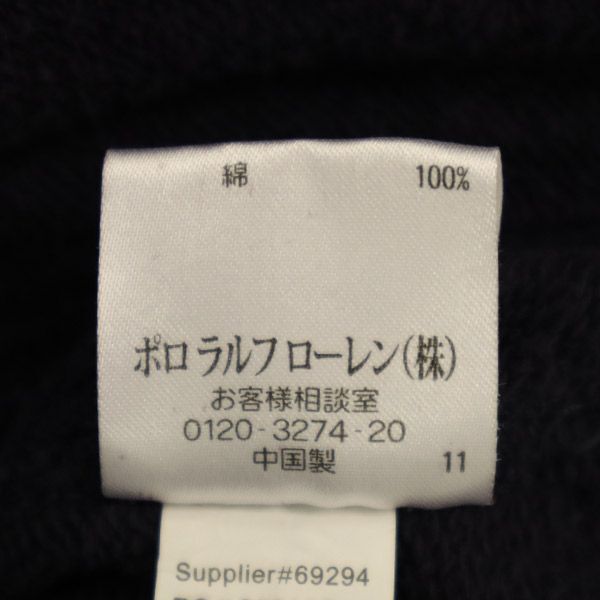 綿 100%
ポロ ラルフ ローレン(株)
お客様相談室
0120-3274-20
中国製 11
Supplier#69294